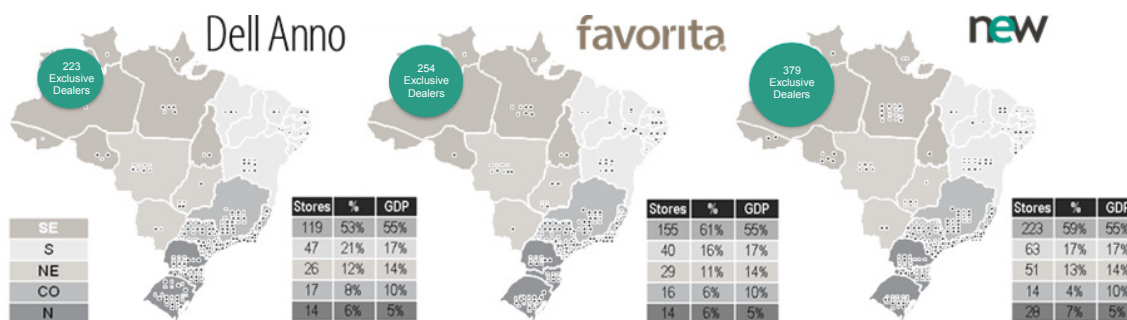 Dell Anno
favorita.
new
223
Exclusive
Dealers
254
Exclusive
Dealers
379
Exclusive
Dealers
SE
S
NE
CO
N
Stores % GDP
119 53% 55%
47 21% 17%
26 12% 14%
17 8% 10%
14 6% 5%
Stores % GDP
155 61% 55%
40 16% 17%
29 11% 14%
16 6% 10%
14 6% 5%
Stores % GDP
223 59% 55%
63 17% 17%
51 13% 14%
14 4% 10%
28 7% 5%